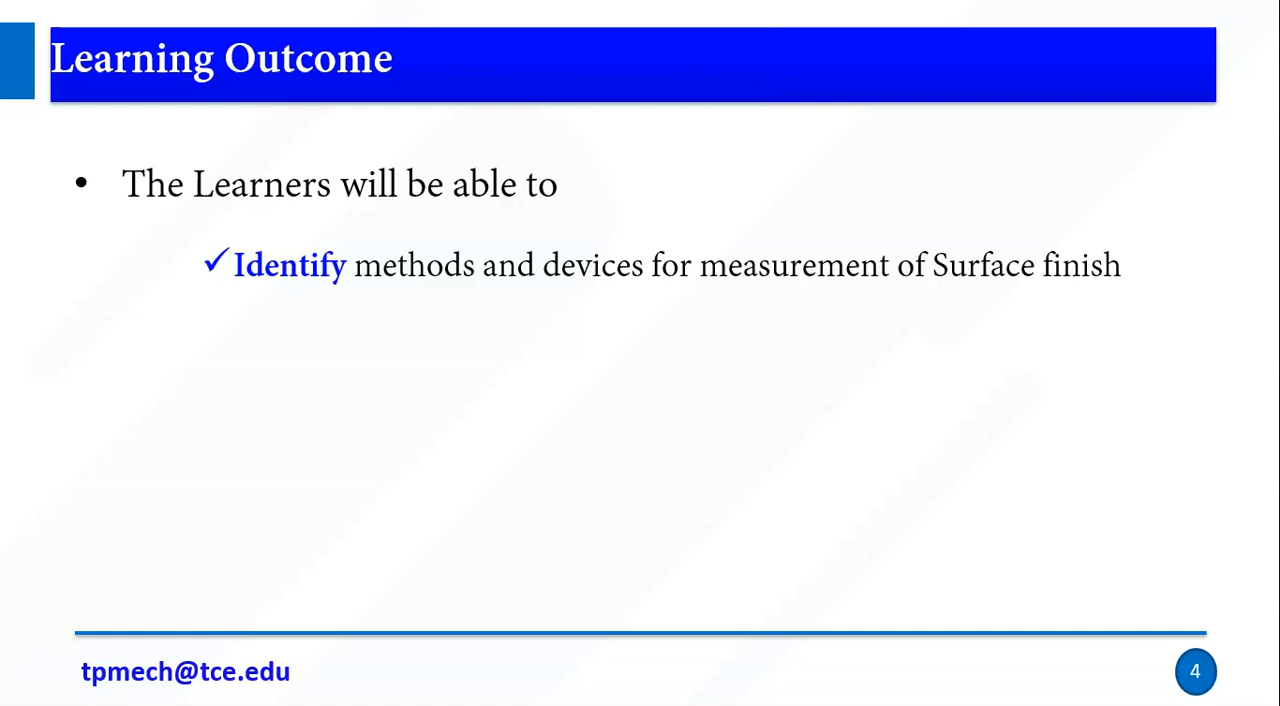 Learning Outcome
• The Learners will be able to
✓ Identify methods and devices for measurement of Surface finish
tpmech@tce.edu
4